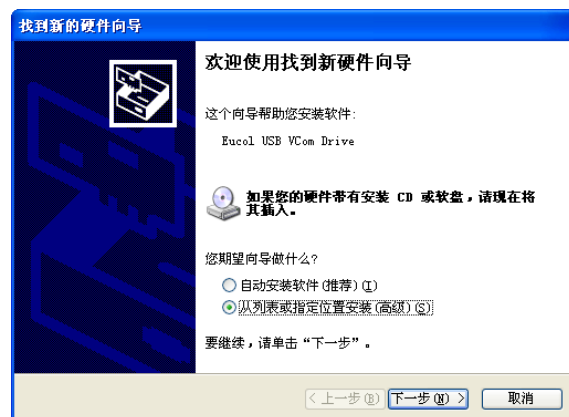 找到新的硬件向导
欢迎使用找到新硬件向导
这个向导帮助您安装软件:
Eucol USB VCom Drive
如果您的硬件带有安装 CD 或软盘，请现在将
其插入。
您期望向导做什么?
自动安装软件(推荐)(I)
从列表或指定位置安装(高级)(S)
要继续，请单击“下一步”。
< 上一步(B)
下一步(N) >
取消